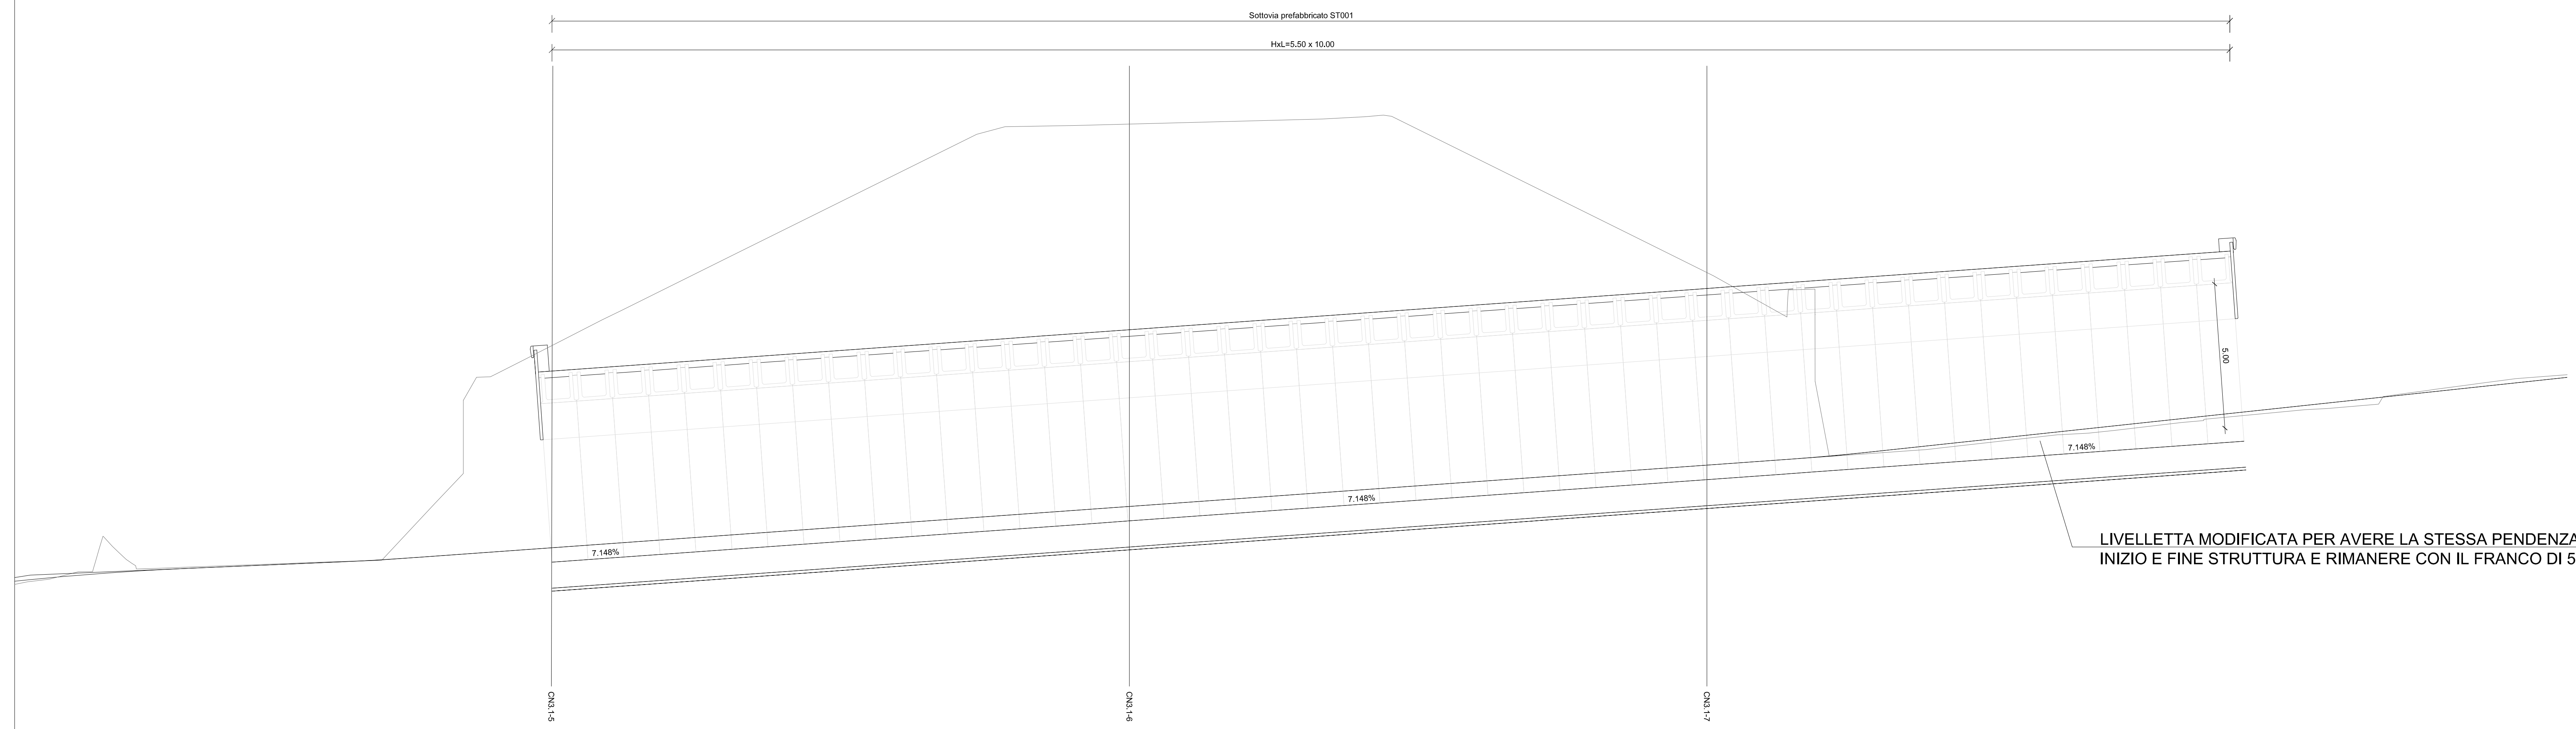 Sottovia prefabbricato ST001
HxL=5.50 x 10.00
5.00
7.148%
7.148%
7.148%
LIVELLETTA MODIFICATA PER AVERE LA STESSA PENDENZA
INIZIO E FINE STRUTTURA E RIMANERE CON IL FRANCO DI 5
CN3.1-5
CN3.1-6
CN3.1-7